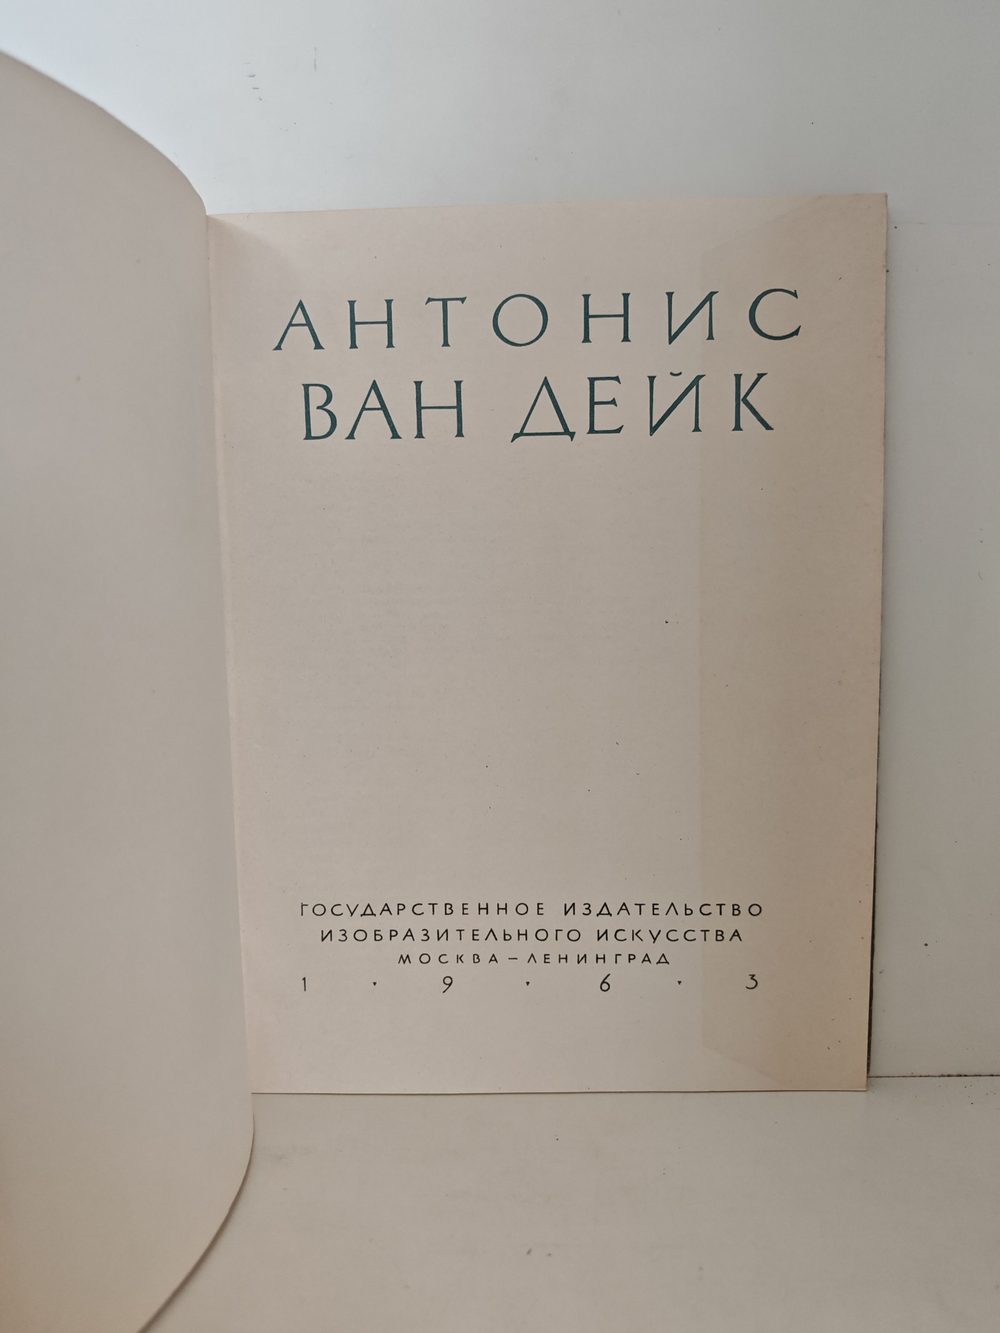 АНТОНИС
ВАН ДЕЙК
ГОСУДАРСТВЕННОЕ ИЗДАТЕЛЬСТВО
ИЗОБРАЗИТЕЛЬНОГО ИСКУССТВА
МОСКВА – ЛЕНИНГРАД
1 · 9 · 6 · 3